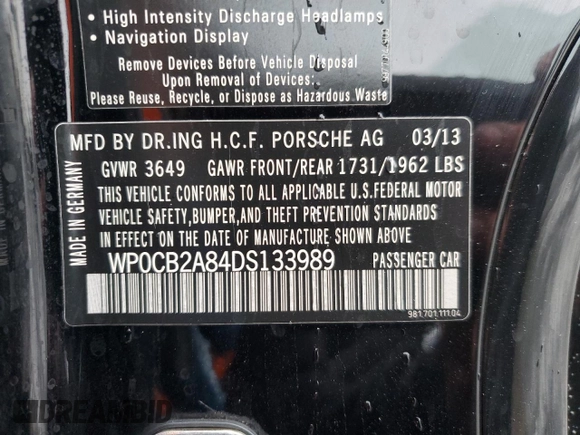 • High Intensity Discharge Headlamps
• Navigation Display
Remove Devices Before Vehicle Disposal
Upon Removal of Devices:
Please Reuse, Recycle, or Dispose as Hazardous Waste
MADE IN GERMANY
MFD BY DR.ING H.C.F. PORSCHE AG 03/13
GVWR 3649 GAWR FRONT/REAR 1731/1962 LBS
THIS VEHICLE CONFORMS TO ALL APPLICABLE U.S.FEDERAL MOTOR
VEHICLE SAFETY,BUMPER,AND THEFT PREVENTION STANDARDS
IN EFFECT ON THE DATE OF MANUFACTURE SHOWN ABOVE.
WP0CB2A84DS133989 PASSENGER CAR
981.701.111.04
DREAMBID